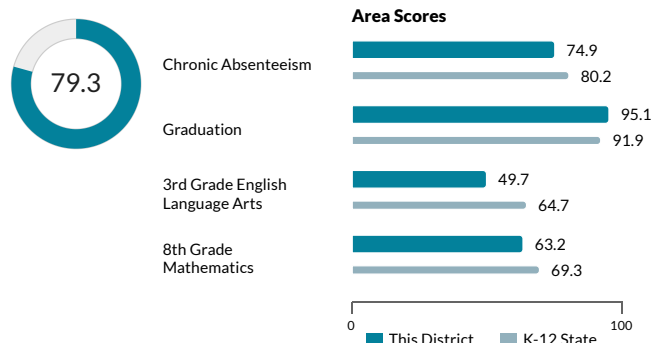 Area Scores
79.3
Chronic Absenteeism
74.9
80.2
Graduation
95.1
91.9
3rd Grade English
Language Arts
49.7
64.7
8th Grade
Mathematics
63.2
69.3
0
100
This District
K-12 State